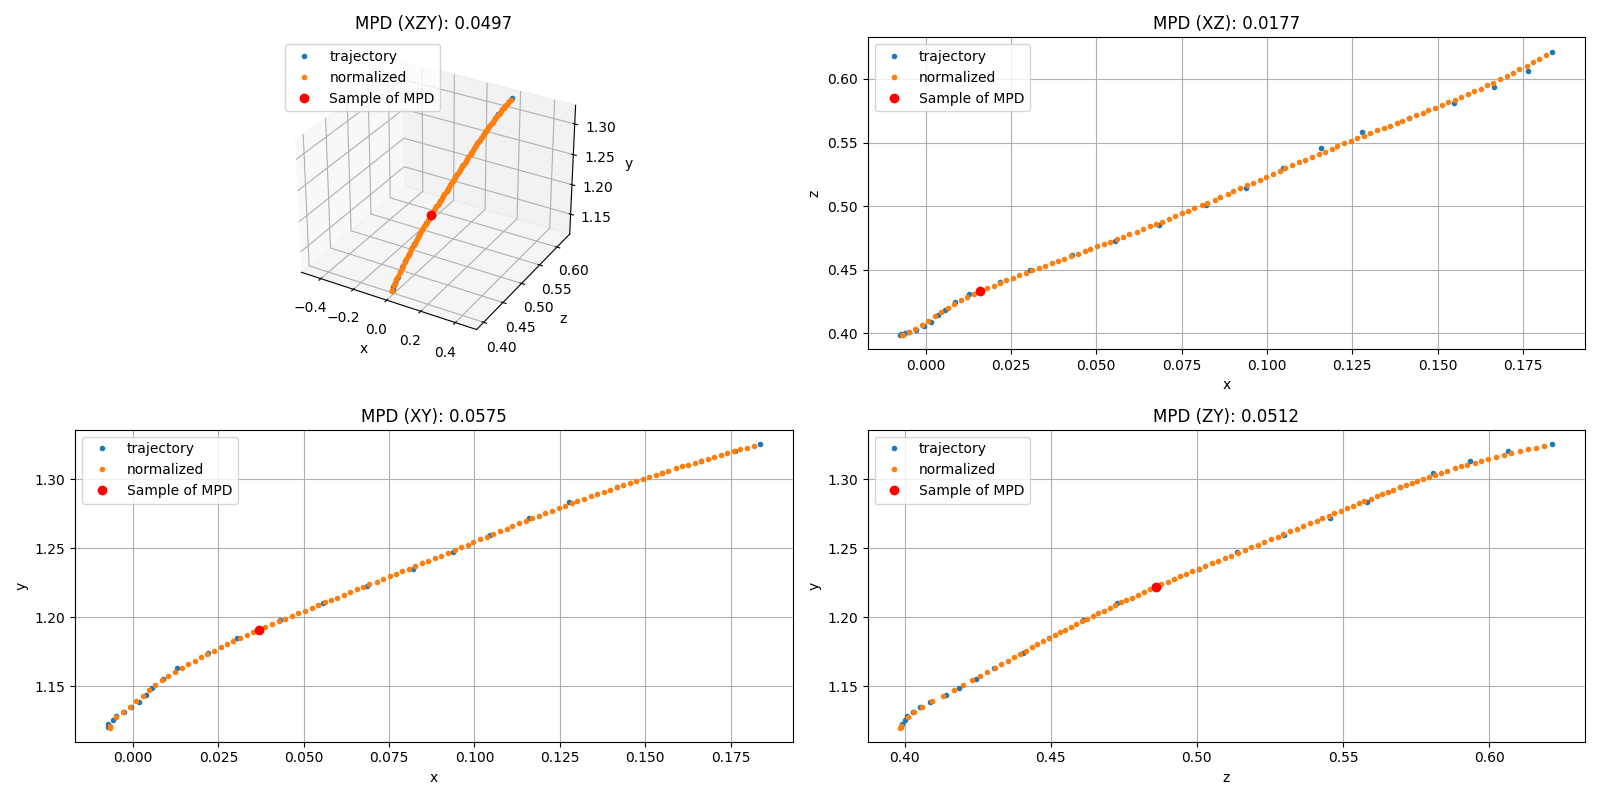 MPD (XZY): 0.0497
trajectory
normalized
Sample of MPD
1.30
1.25
1.20
1.15
y
−0.4
−0.2
0.0
0.2
0.4
x
0.40
0.45
0.50
0.55
0.60
z
MPD (XZ): 0.0177
trajectory
normalized
Sample of MPD
0.60
0.55
0.50
0.45
0.40
z
0.000 0.025 0.050 0.075 0.100 0.125 0.150 0.175
x
MPD (XY): 0.0575
trajectory
normalized
Sample of MPD
1.30
1.25
1.20
1.15
y
0.000 0.025 0.050 0.075 0.100 0.125 0.150 0.175
x
MPD (ZY): 0.0512
trajectory
normalized
Sample of MPD
1.30
1.25
1.20
1.15
y
0.40 0.45 0.50 0.55 0.60
z